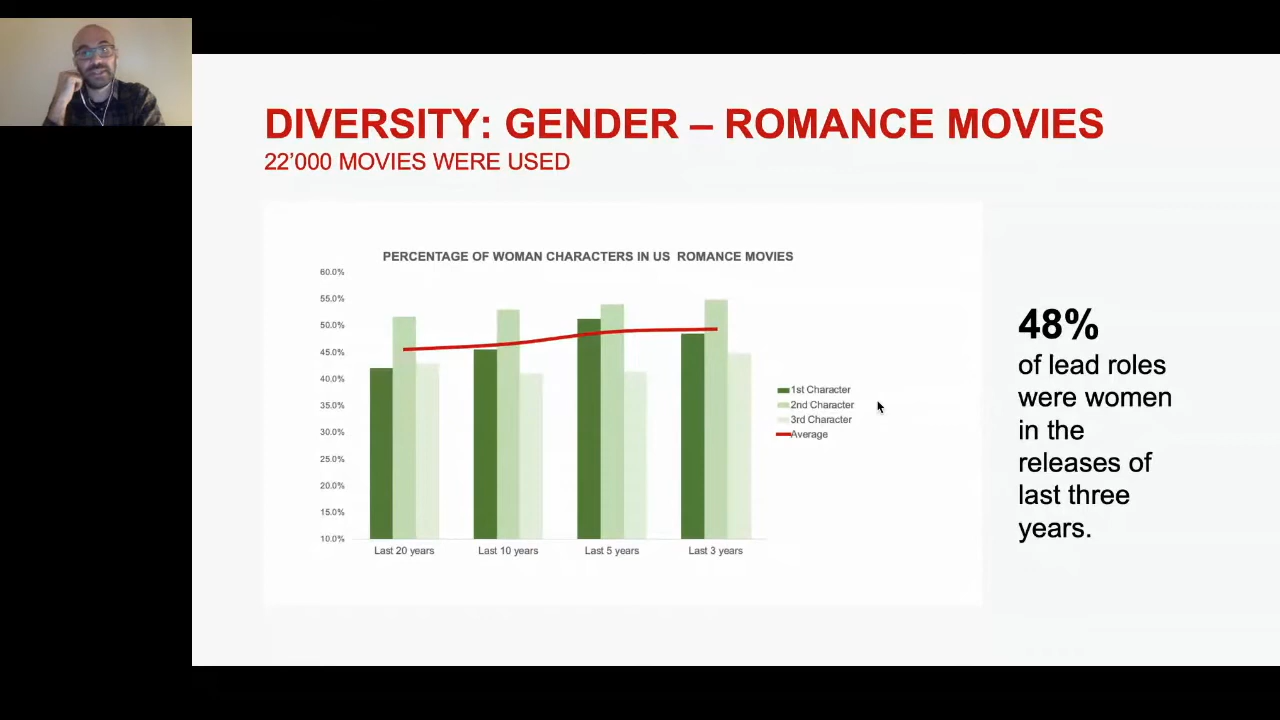 DIVERSITY: GENDER – ROMANCE MOVIES
22’000 MOVIES WERE USED
PERCENTAGE OF WOMAN CHARACTERS IN US  ROMANCE MOVIES
60.0%
55.0%
50.0%
45.0%
40.0%
35.0%
30.0%
25.0%
20.0%
15.0%
10.0%
Last 20 years
Last 10 years
Last 5 years
Last 3 years
1st Character
2nd Character
3rd Character
Average
48%
of lead roles
were women
in the
releases of
last three
years.